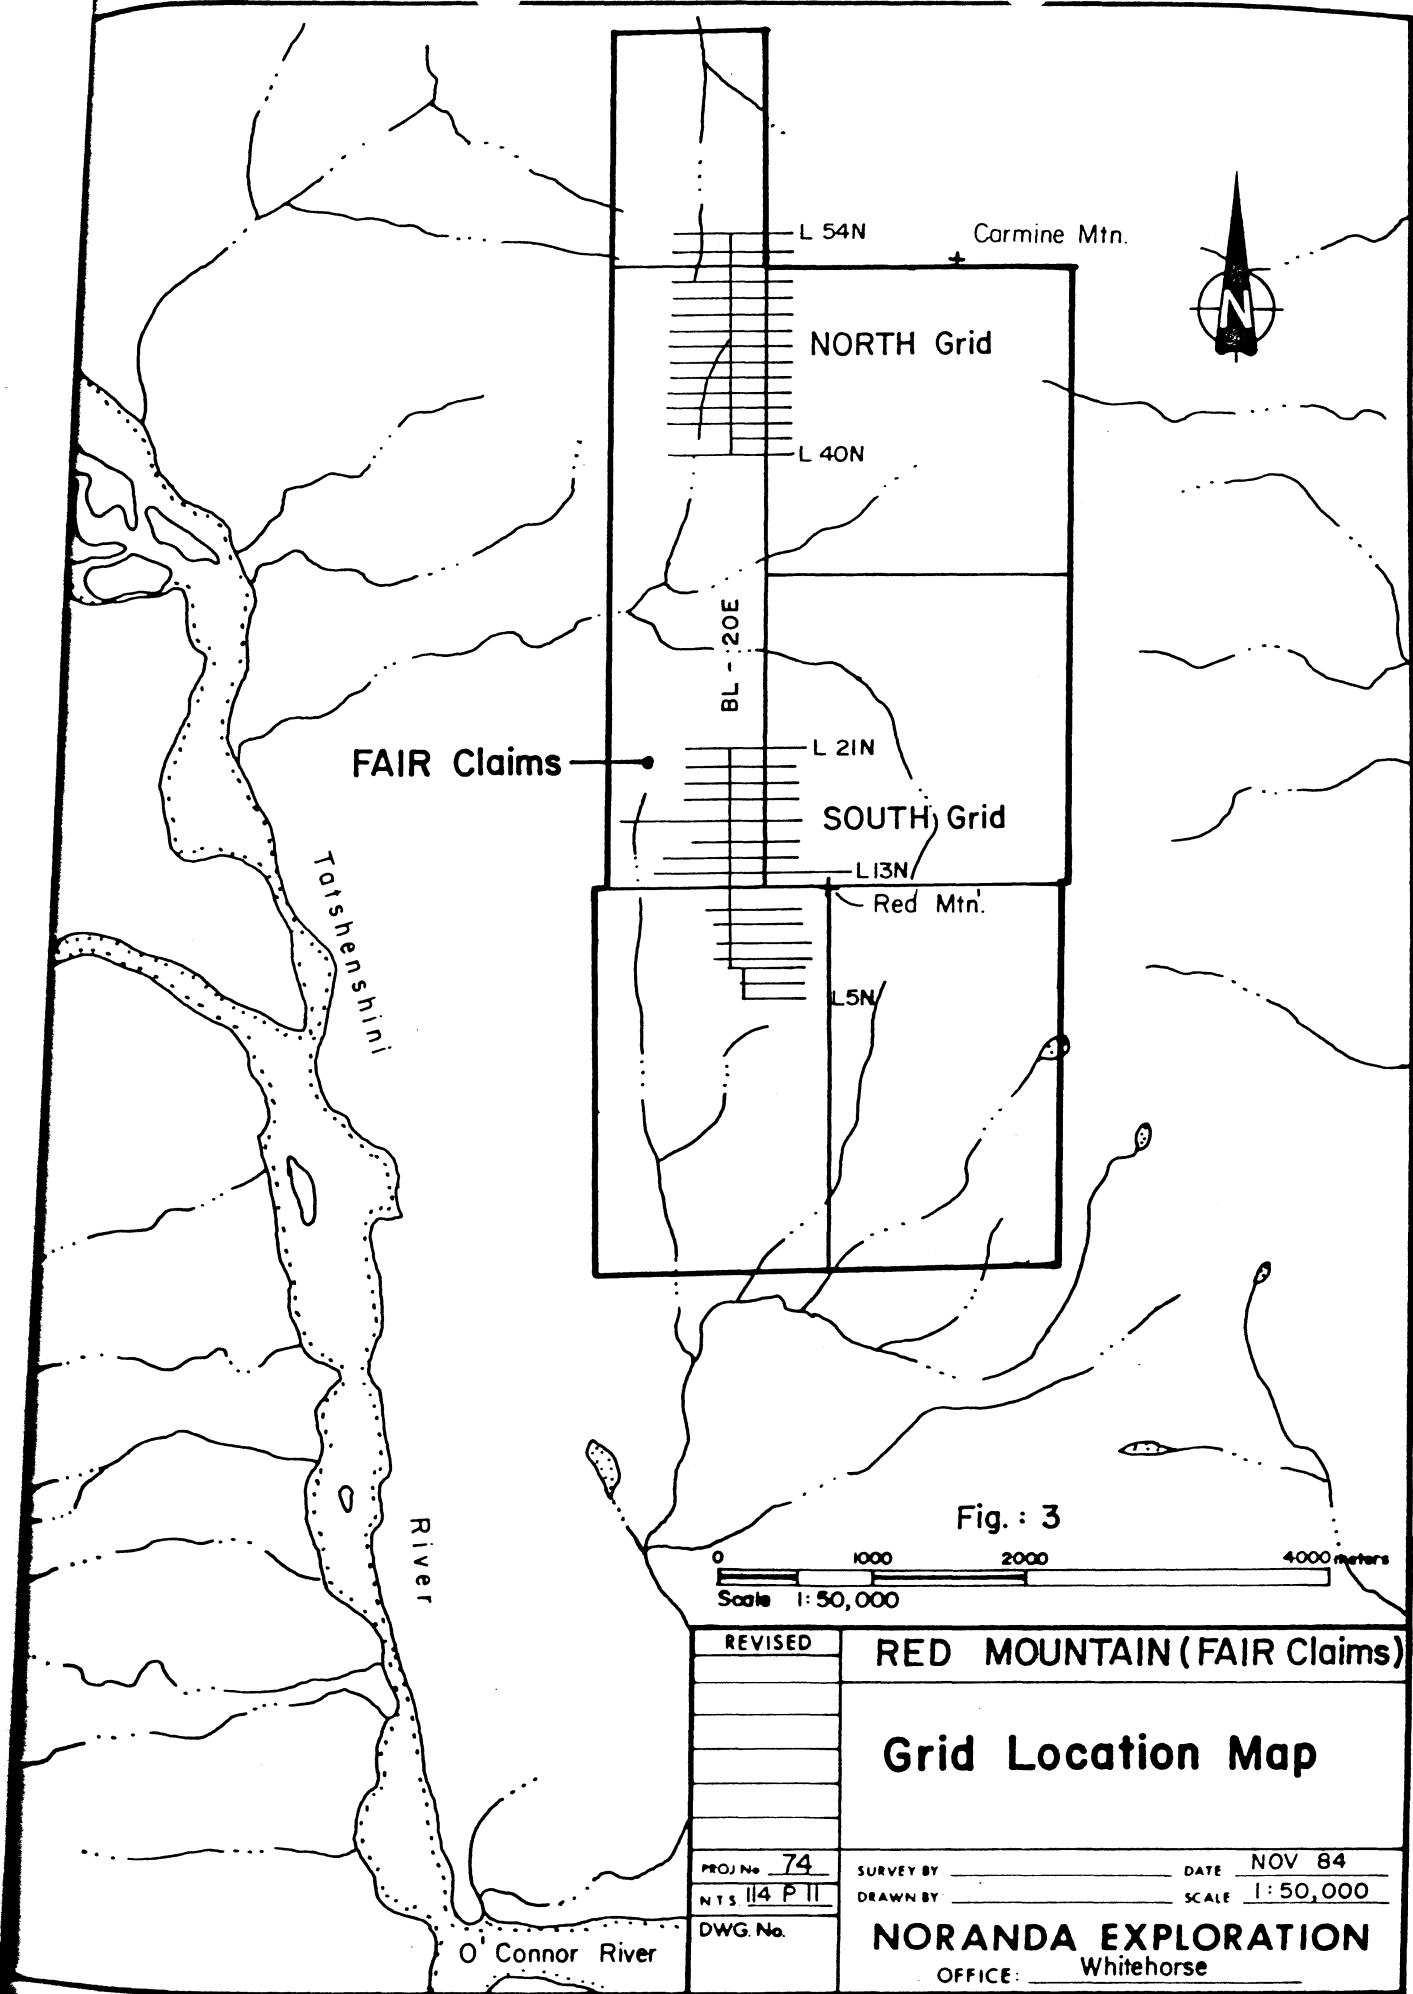 L 54N
Carmine Mtn.
N
NORTH Grid
L 40N
BL - 20E
L 21N
FAIR Claims
SOUTH Grid
L13N
Red Mtn.
Tatshenshini
L5N
Fig. : 3
0 1000 2000 4000 meters
Scale 1:50,000
River
REVISED
RED MOUNTAIN (FAIR Claims)
Grid Location Map
PROJ No 74
SURVEY BY
DATE NOV 84
N.T.S. 114 P 11
DRAWN BY
SCALE 1:50,000
DWG. No.
NORANDA EXPLORATION
OFFICE: Whitehorse
O' Connor River